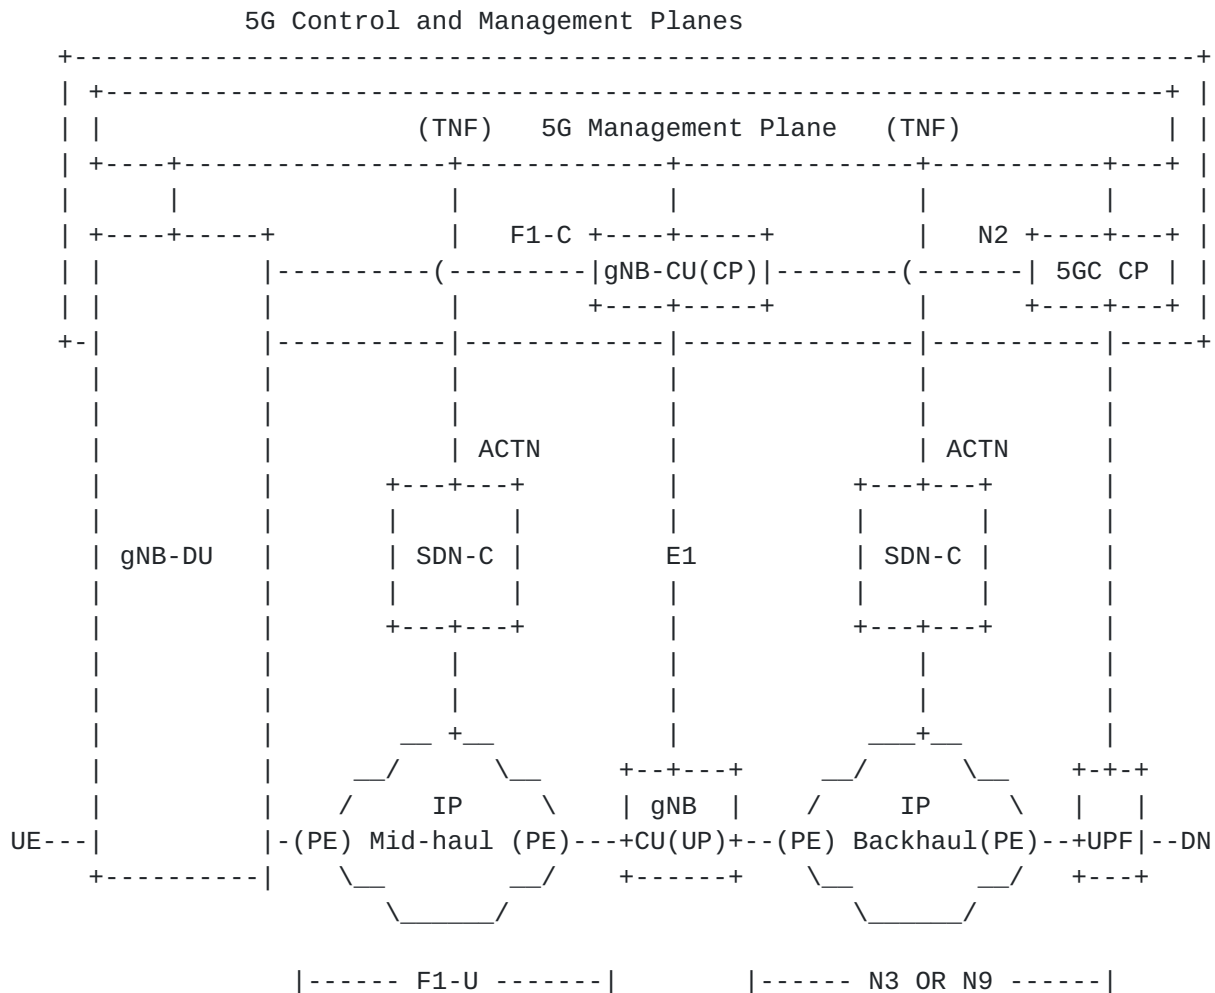 5G Control and Management Planes
(TNF) 5G Management Plane (TNF)
F1-C N2
gNB-CU(CP) 5GC CP
ACTN ACTN
gNB-DU SDN-C E1 SDN-C
IP gNB IP
UE (PE) Mid-haul (PE) CU(UP) (PE) Backhaul(PE) UPF DN
F1-U N3 OR N9